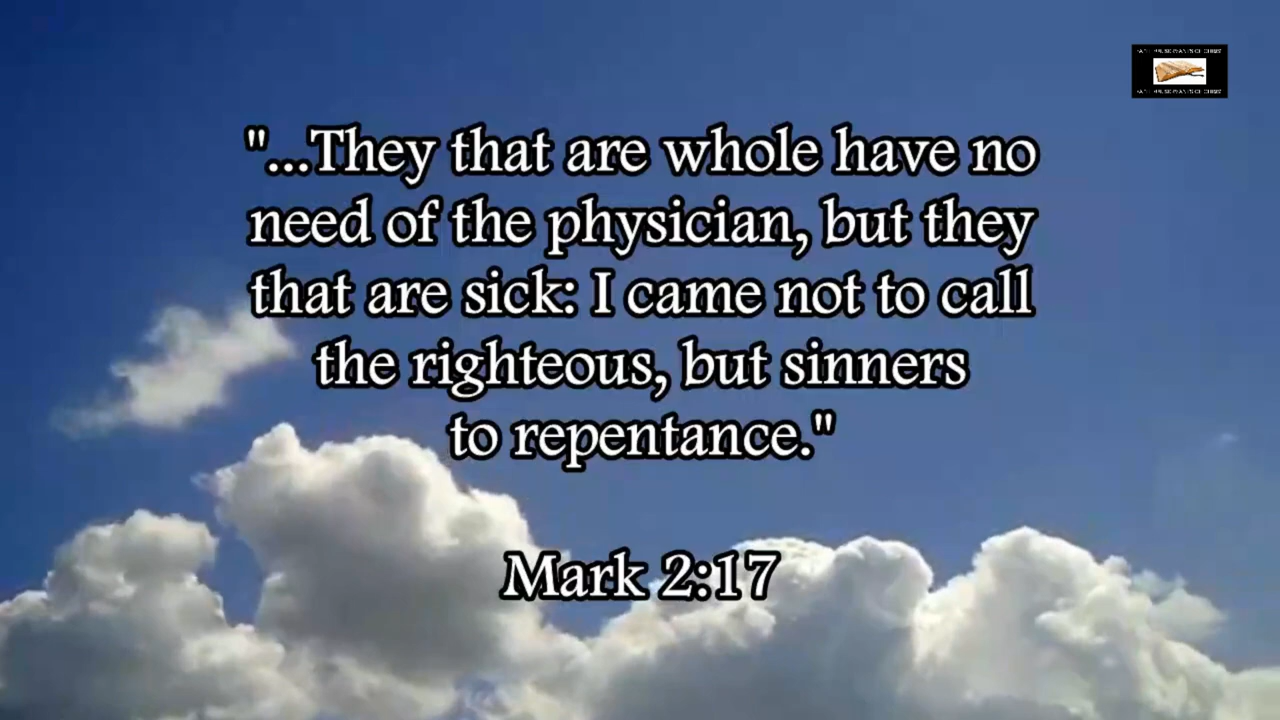 "...They that are whole have no
need of the physician, but they
that are sick: I came not to call
the righteous, but sinners
to repentance."
Mark 2:17